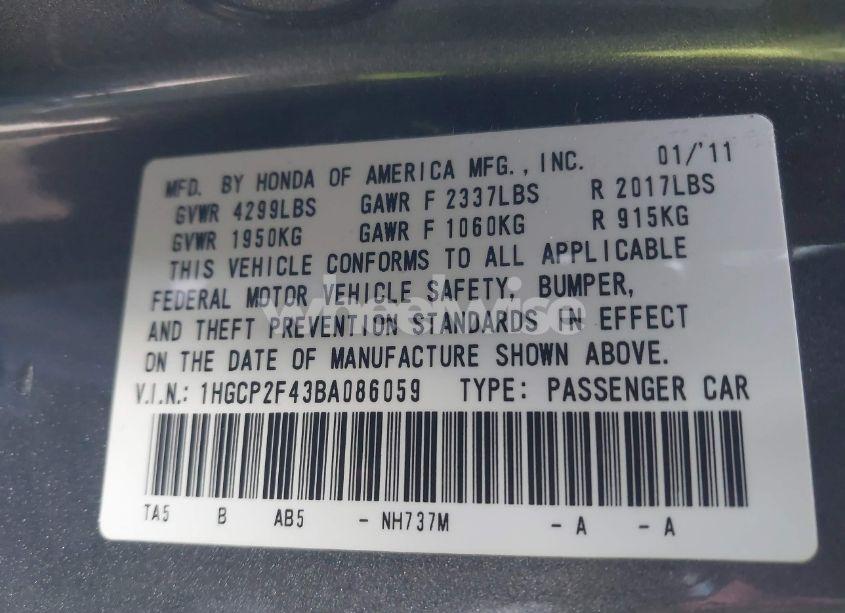 MFD. BY HONDA OF AMERICA MFG., INC. 01/'11
GVWR 4299LBS GAWR F 2337LBS R 2017LBS
GVWR 1950KG GAWR F 1060KG R 915KG
THIS VEHICLE CONFORMS TO ALL APPLICABLE
FEDERAL MOTOR VEHICLE SAFETY, BUMPER,
AND THEFT PREVENTION STANDARDS IN EFFECT
ON THE DATE OF MANUFACTURE SHOWN ABOVE.
V.I.N.: 1HGCP2F43BA086059 TYPE: PASSENGER CAR
TA5 B AB5 - NH737M - A - A
wheelwise